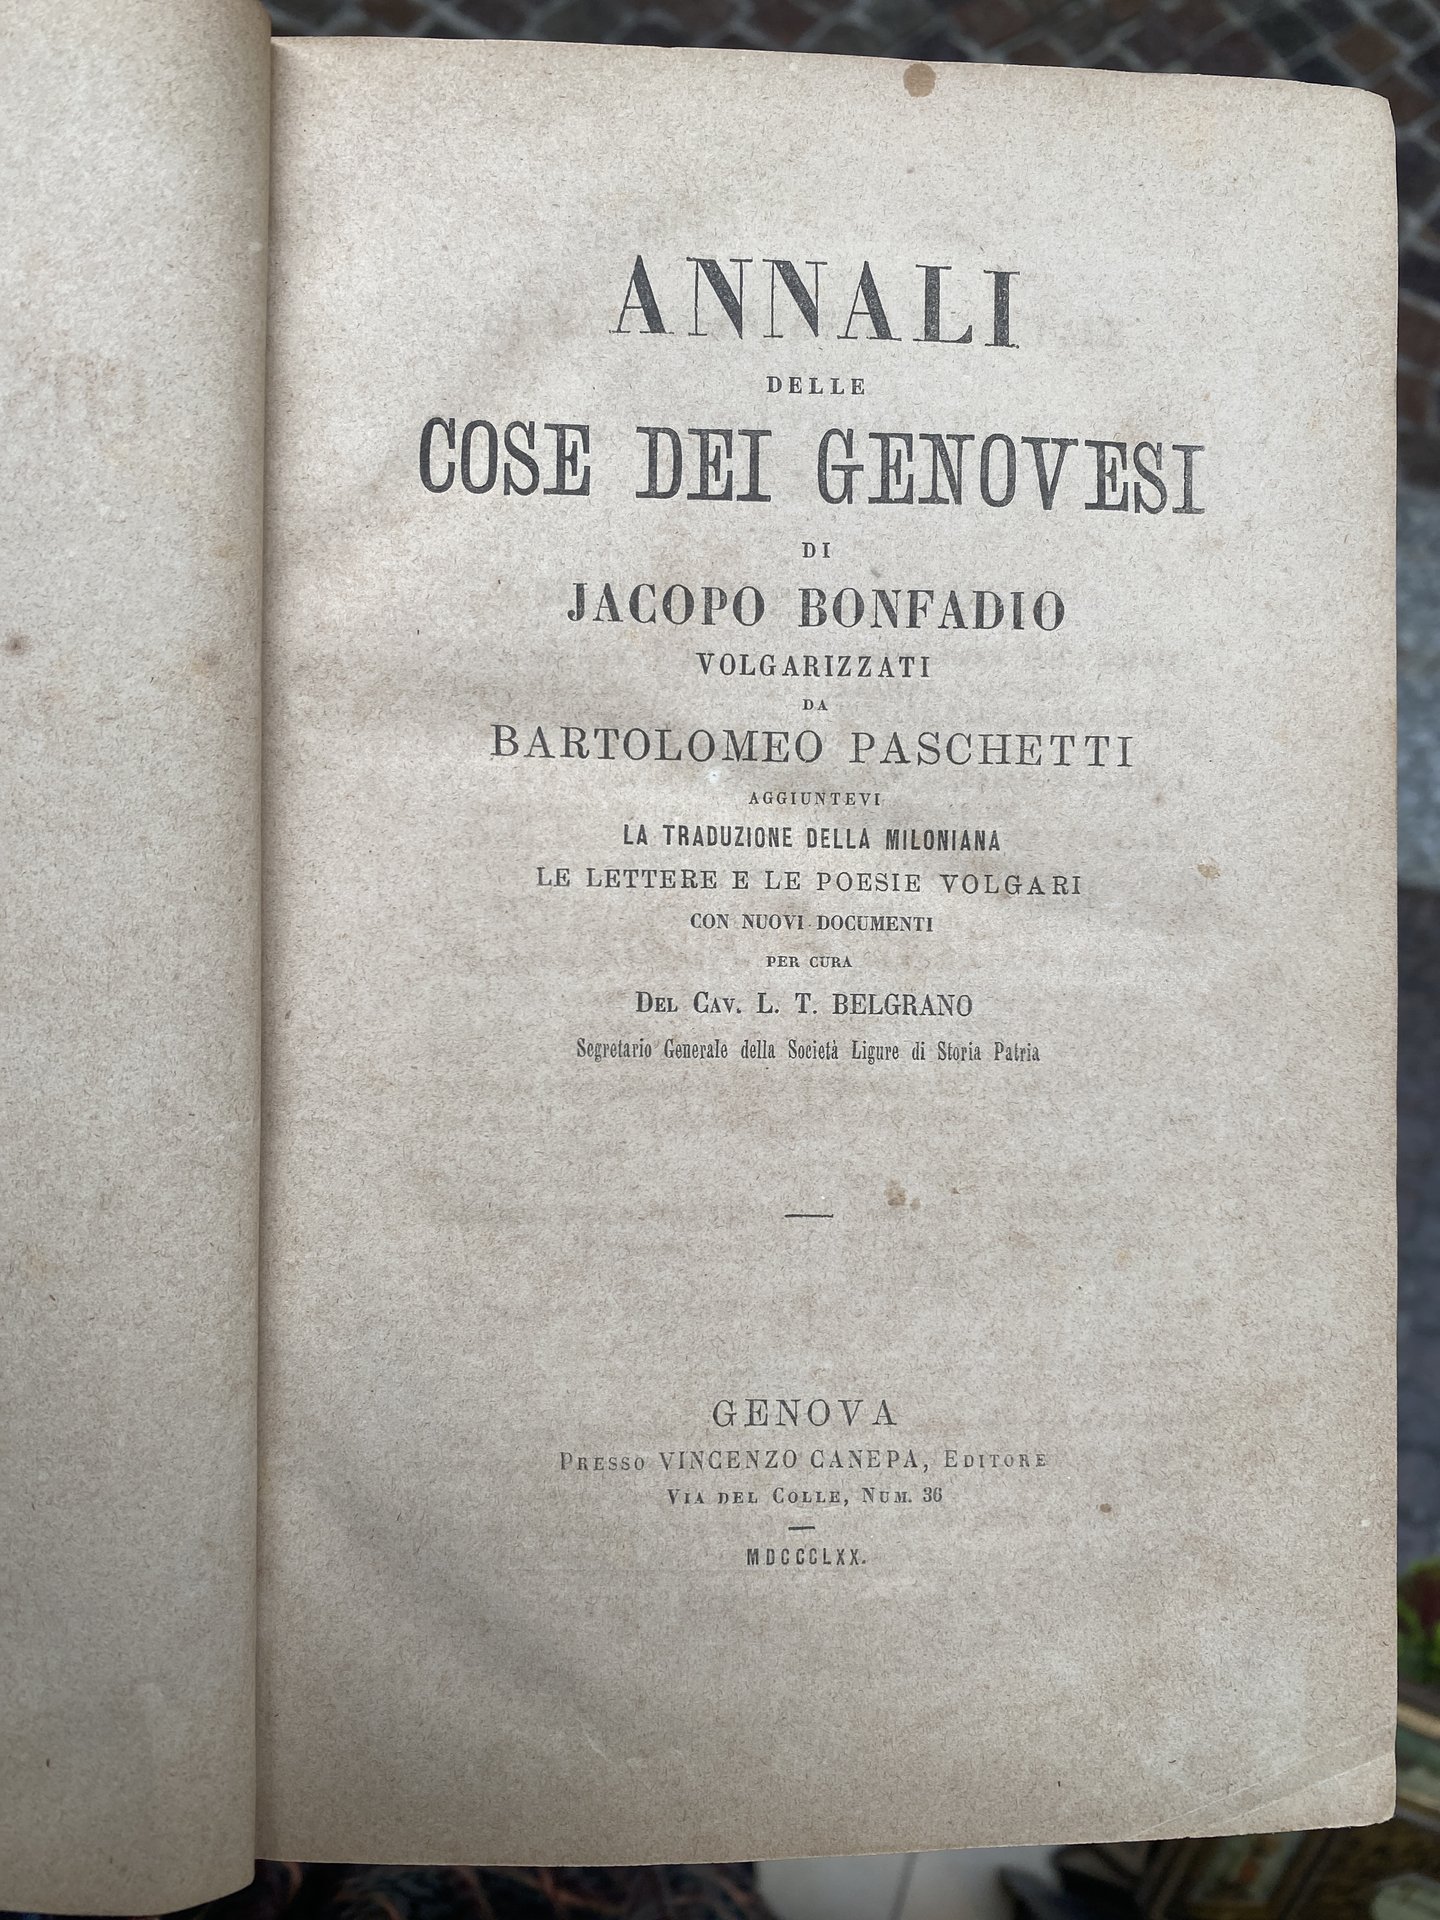 ANNALI
DELLE
COSE DEI GENOVESI
DI
JACOPO BONFADIO
VOLGARIZZATI
DA
BARTOLOMEO PASCHETTI
AGGIUNTEVI
LA TRADUZIONE DELLA MILONIANA
LE LETTERE E LE POESIE VOLGARI
CON NUOVI DOCUMENTI
PER CURA
DEL CAV. L. T. BELGRANO
Segretario Generale della Società Ligure di Storia Patria
GENOVA
PRESSO VINCENZO CANEPA, EDITORE
VIA DEL COLLE, NUM. 36
MDCCCLXX.